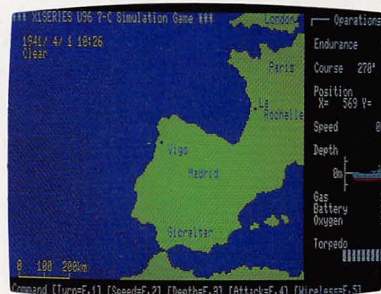 *** X1SERIES U96 7-C Simulation Game ***
1941/ 4/ 1 10:26
Clear
London
Paris
La
Rochelle
Vigo
Madrid
Gibraltar
0 100 200km
Operations
Endurance
Course 270°
Position
X= 569 Y=
Speed 0
Depth
0m
Gas
Battery
Oxygen
Torpedo
Command [Turn=F.1] [Speed=F.2] [Depth=F.3] [Attack=F.4] [Wireless=F.5]